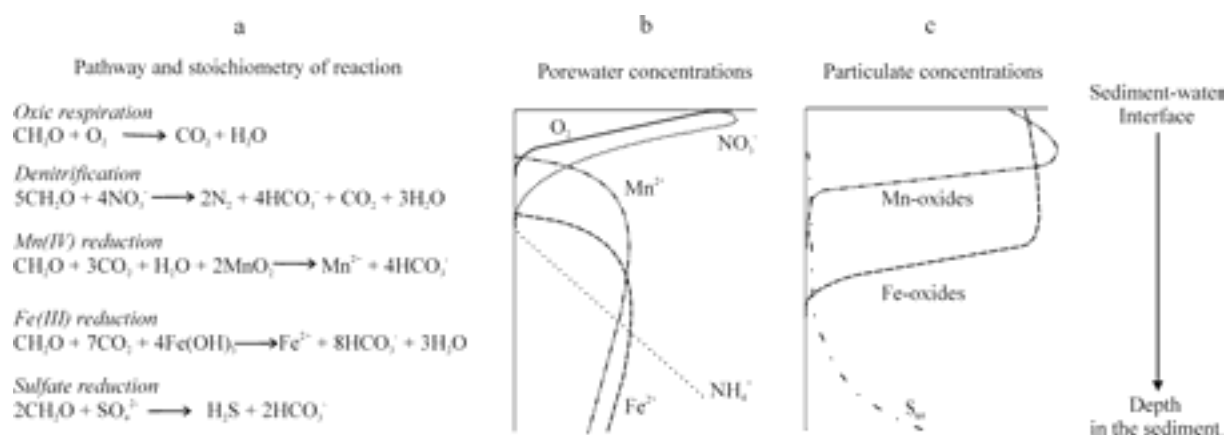 a
Pathway and stoichiometry of reaction
Oxic respiration
CH₂O + O₂ → CO₂ + H₂O
Denitrification
5CH₂O + 4NO₃⁻ → 2N₂ + 4HCO₃⁻ + CO₂ + 3H₂O
Mn(IV) reduction
CH₂O + 3CO₂ + H₂O + 2MnO₂ → Mn²⁺ + 4HCO₃⁻
Fe(III) reduction
CH₂O + 7CO₂ + 4Fe(OH)₃ → Fe²⁺ + 8HCO₃⁻ + 3H₂O
Sulfate reduction
2CH₂O + SO₄²⁻ → H₂S + 2HCO₃⁻
b
Porewater concentrations
O₂
NO₃⁻
Mn²⁺
NH₄⁺
Fe²⁺
c
Particulate concentrations
Mn-oxides
Fe-oxides
Sediment-water
Interface
Depth
in the sediment